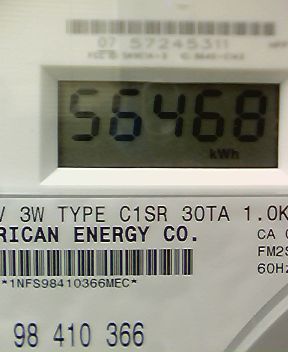 07 57245311
56468
kWh
V 3W TYPE C1SR 30TA 1.0K
RICAN ENERGY CO.
CA
FM2S
60Hz
*1NFS98410366MEC*
98 410 366